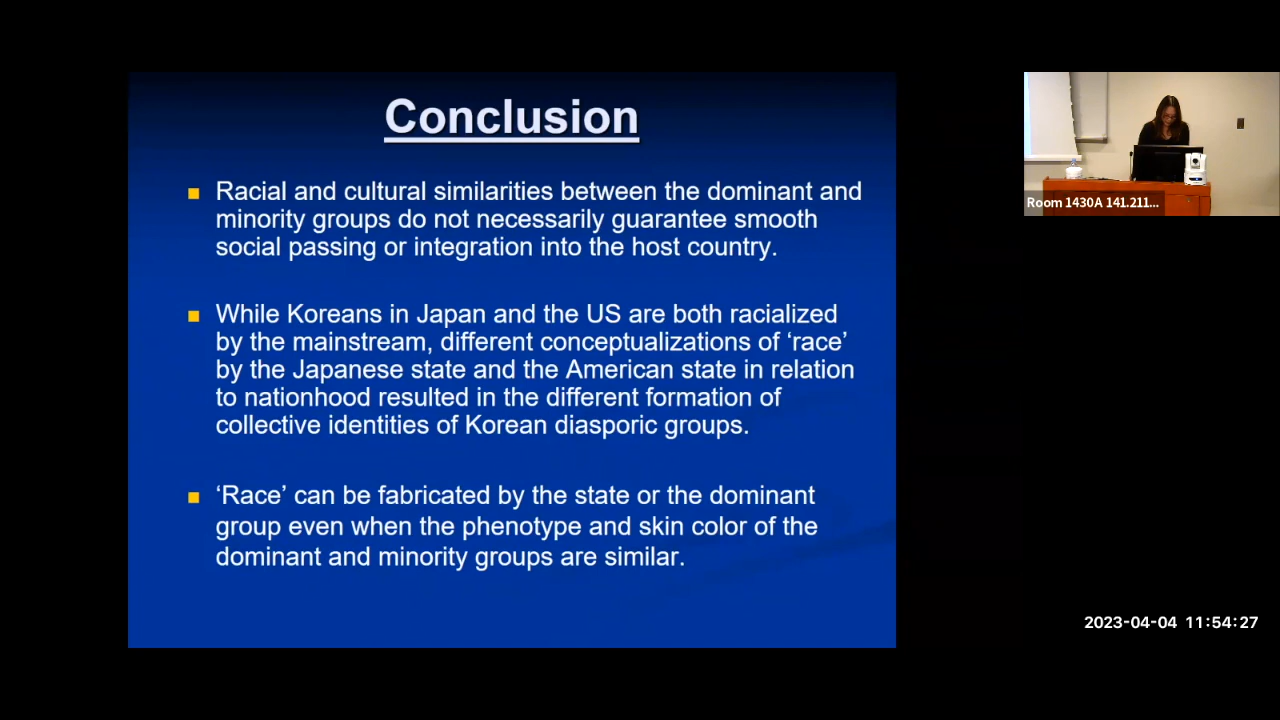 Conclusion
Racial and cultural similarities between the dominant and
minority groups do not necessarily guarantee smooth
social passing or integration into the host country.
While Koreans in Japan and the US are both racialized
by the mainstream, different conceptualizations of ‘race’
by the Japanese state and the American state in relation
to nationhood resulted in the different formation of
collective identities of Korean diasporic groups.
‘Race’ can be fabricated by the state or the dominant
group even when the phenotype and skin color of the
dominant and minority groups are similar.
Room 1430A 141.211...
2023-04-04 11:54:27